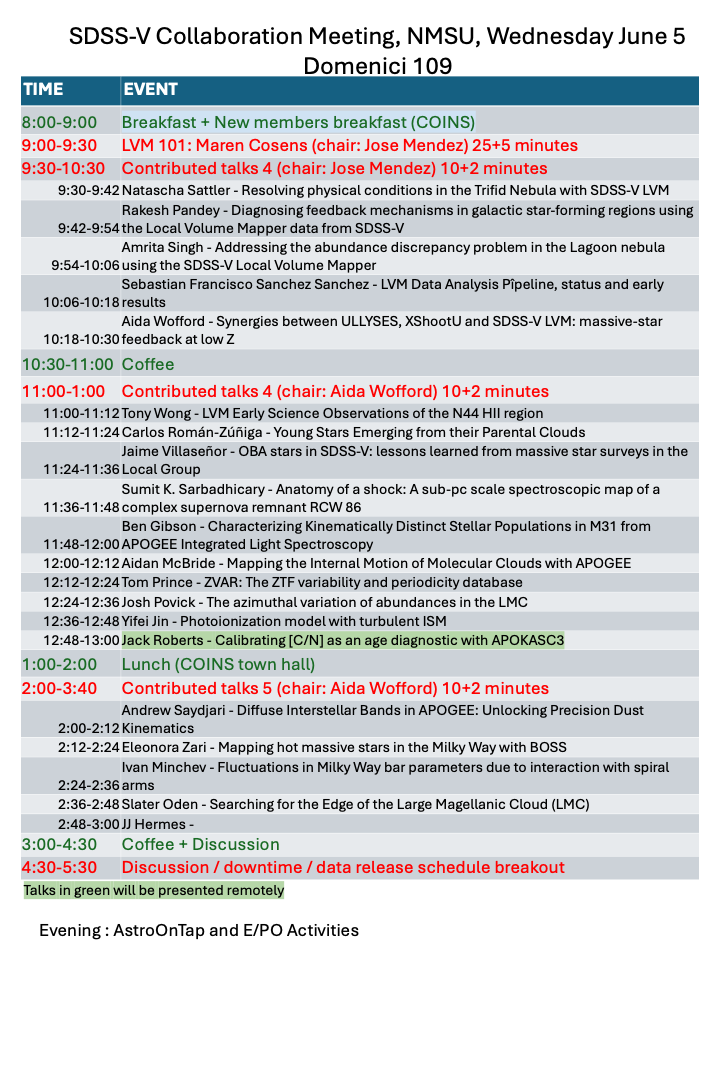 SDSS-V Collaboration Meeting, NMSU, Wednesday June 5
Domenici 109
TIME EVENT
8:00-9:00 Breakfast + New members breakfast (COINS)
9:00-9:30 LVM 101: Maren Cosens (chair: Jose Mendez) 25+5 minutes
9:30-10:30 Contributed talks 4 (chair: Jose Mendez) 10+2 minutes
9:30-9:42 Natascha Sattler - Resolving physical conditions in the Trifid Nebula with SDSS-V LVM
Rakesh Pandey - Diagnosing feedback mechanisms in galactic star-forming regions using
9:42-9:54 the Local Volume Mapper data from SDSS-V
Amrita Singh - Addressing the abundance discrepancy problem in the Lagoon nebula
9:54-10:06 using the SDSS-V Local Volume Mapper
Sebastian Francisco Sanchez Sanchez - LVM Data Analysis Pîpeline, status and early
10:06-10:18 results
Aida Wofford - Synergies between ULLYSES, XShootU and SDSS-V LVM: massive-star
10:18-10:30 feedback at low Z
10:30-11:00 Coffee
11:00-1:00 Contributed talks 4 (chair: Aida Wofford) 10+2 minutes
11:00-11:12 Tony Wong - LVM Early Science Observations of the N44 HII region
11:12-11:24 Carlos Román-Zúñiga - Young Stars Emerging from their Parental Clouds
Jaime Villaseñor - OBA stars in SDSS-V: lessons learned from massive star surveys in the
11:24-11:36 Local Group
Sumit K. Sarbadhicary - Anatomy of a shock: A sub-pc scale spectroscopic map of a
11:36-11:48 complex supernova remnant RCW 86
Ben Gibson - Characterizing Kinematically Distinct Stellar Populations in M31 from
11:48-12:00 APOGEE Integrated Light Spectroscopy
12:00-12:12 Aidan McBride - Mapping the Internal Motion of Molecular Clouds with APOGEE
12:12-12:24 Tom Prince - ZVAR: The ZTF variability and periodicity database
12:24-12:36 Josh Povick - The azimuthal variation of abundances in the LMC
12:36-12:48 Yifei Jin - Photoionization model with turbulent ISM
12:48-13:00 Jack Roberts - Calibrating [C/N] as an age diagnostic with APOKASC3
1:00-2:00 Lunch (COINS town hall)
2:00-3:40 Contributed talks 5 (chair: Aida Wofford) 10+2 minutes
Andrew Saydjari - Diffuse Interstellar Bands in APOGEE: Unlocking Precision Dust
2:00-2:12 Kinematics
2:12-2:24 Eleonora Zari - Mapping hot massive stars in the Milky Way with BOSS
Ivan Minchev - Fluctuations in Milky Way bar parameters due to interaction with spiral
2:24-2:36 arms
2:36-2:48 Slater Oden - Searching for the Edge of the Large Magellanic Cloud (LMC)
2:48-3:00 JJ Hermes -
3:00-4:30 Coffee + Discussion
4:30-5:30 Discussion / downtime / data release schedule breakout
Talks in green will be presented remotely
Evening : AstroOnTap and E/PO Activities